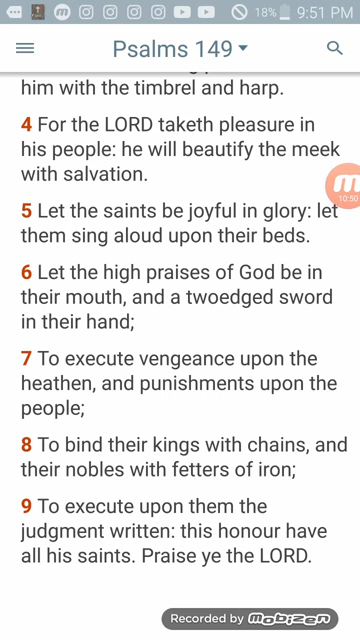 18% 9:51 PM
Psalms 149
him with the timbrel and harp.
4 For the LORD taketh pleasure in
his people: he will beautify the meek
with salvation.
10:50
5 Let the saints be joyful in glory: let
them sing aloud upon their beds.
6 Let the high praises of God be in
their mouth, and a twoedged sword
in their hand;
7 To execute vengeance upon the
heathen, and punishments upon the
people;
8 To bind their kings with chains, and
their nobles with fetters of iron;
9 To execute upon them the
judgment written: this honour have
all his saints. Praise ye the LORD.
Recorded by mobizen